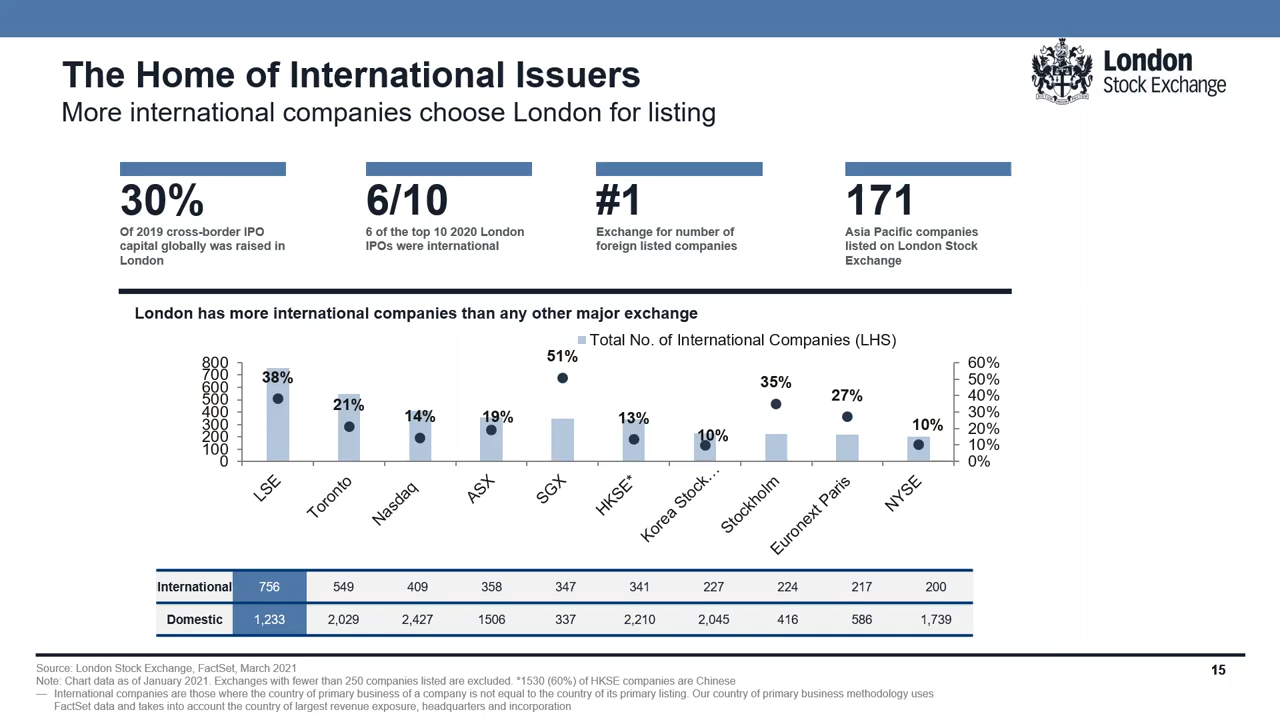 The Home of International Issuers
More international companies choose London for listing
London
Stock Exchange
30%
Of 2019 cross-border IPO
capital globally was raised in
London
6/10
6 of the top 10 2020 London
IPOs were international
#1
Exchange for number of
foreign listed companies
171
Asia Pacific companies
listed on London Stock
Exchange
London has more international companies than any other major exchange
Total No. of International Companies (LHS)
800
700
600
500
400
300
200
100
0
38%
21%
14%
19%
51%
13%
10%
35%
27%
10%
60%
50%
40%
30%
20%
10%
0%
LSE
Toronto
Nasdaq
ASX
SGX
HKSE*
Korea Stock...
Stockholm
Euronext Paris
NYSE
International 756 549 409 358 347 341 227 224 217 200
Domestic 1,233 2,029 2,427 1506 337 2,210 2,045 416 586 1,739
Source: London Stock Exchange, FactSet, March 2021
Note: Chart data as of January 2021. Exchanges with fewer than 250 companies listed are excluded. *1530 (60%) of HKSE companies are Chinese
— International companies are those where the country of primary business of a company is not equal to the country of its primary listing. Our country of primary business methodology uses
FactSet data and takes into account the country of largest revenue exposure, headquarters and incorporation
15